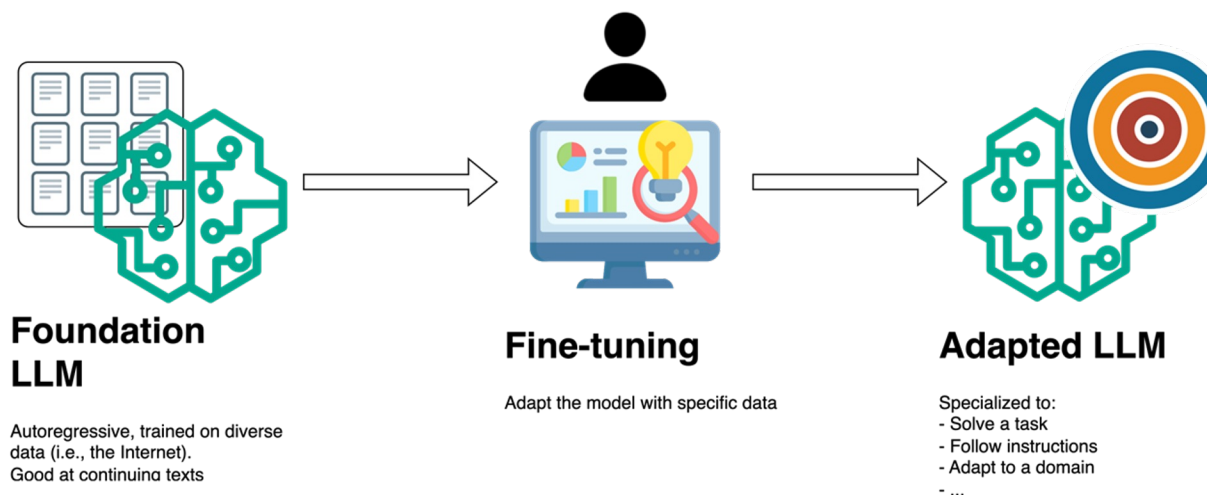 Foundation
LLM
Autoregressive, trained on diverse
data (i.e., the Internet).
Good at continuing texts
Fine-tuning
Adapt the model with specific data
Adapted LLM
Specialized to:
- Solve a task
- Follow instructions
- Adapt to a domain
- ...